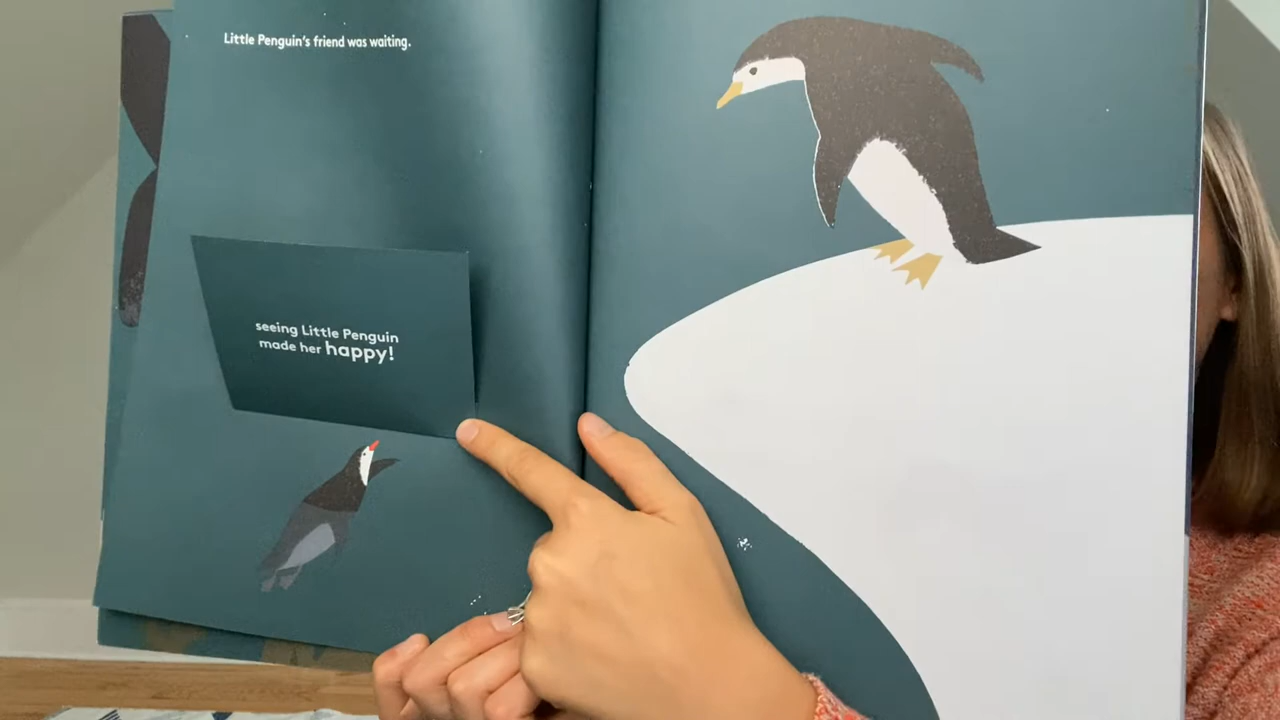 Little Penguin's friend was waiting.
seeing Little Penguin
made her happy!